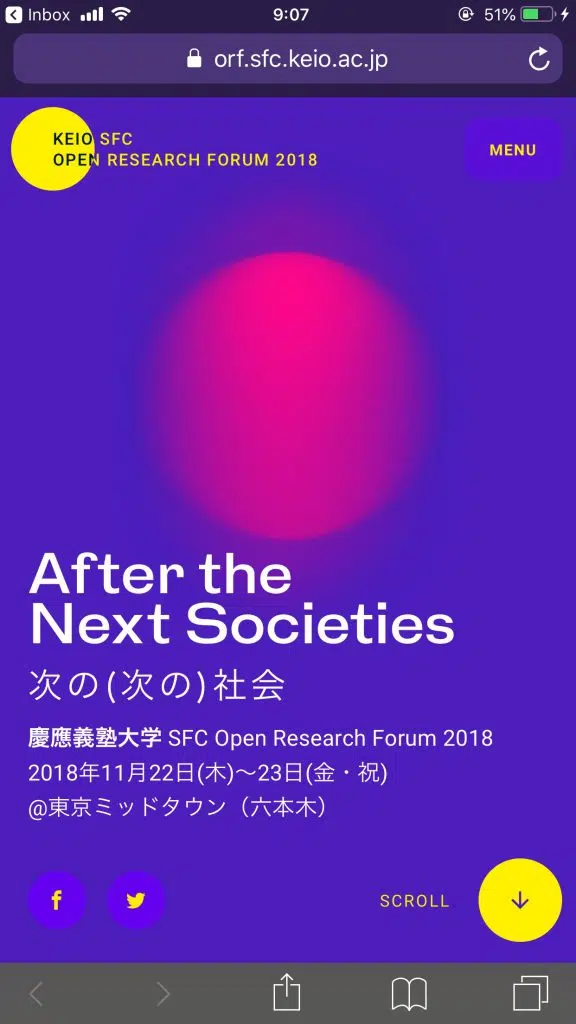 Inbox 9:07 51%
orf.sfc.keio.ac.jp
KEIO SFC
OPEN RESEARCH FORUM 2018
MENU
After the
Next Societies
次の(次の)社会
慶應義塾大学 SFC Open Research Forum 2018
2018年11月22日(木)〜23日(金・祝)
@東京ミッドタウン（六本木）
SCROLL